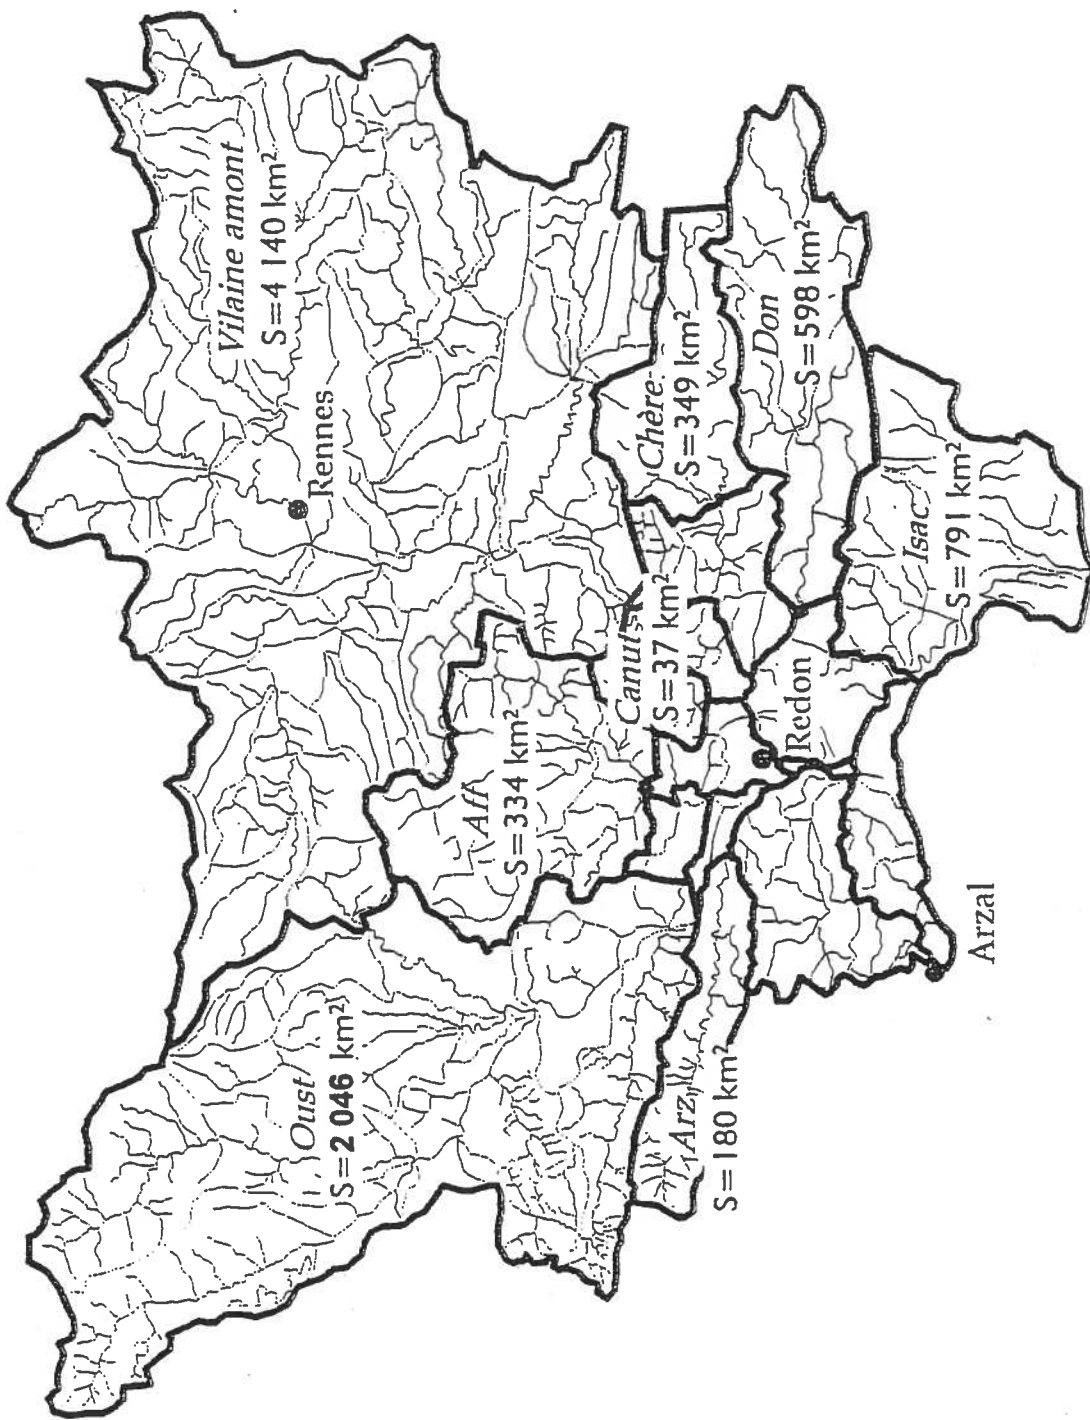 Vilaine amont
S=4 140 km²
Rennes
Oust
S=2 046 km²
Aff
S=334 km²
Canuts
S=37 km²
Chère
S=349 km²
Don
S=598 km²
Isac
S=791 km²
Redon
Arz
S=180 km²
Arzal